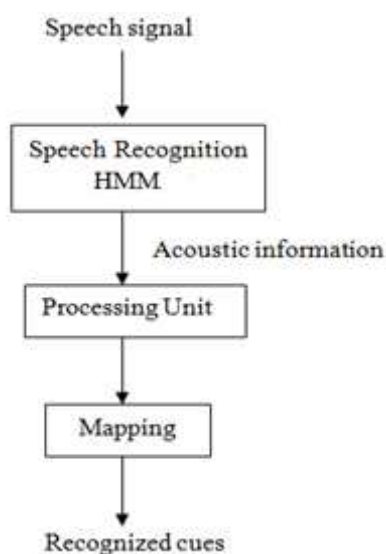 Speech signal
Speech Recognition
HMM
Acoustic information
Processing Unit
Mapping
Recognized cues